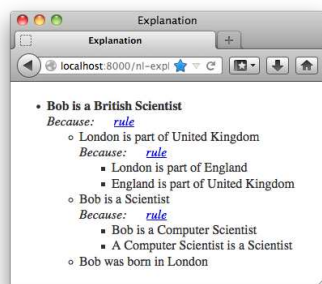 Explanation
Explanation
localhost:8000/nl-expl
Bob is a British Scientist
Because: rule
London is part of United Kingdom
Because: rule
London is part of England
England is part of United Kingdom
Bob is a Scientist
Because: rule
Bob is a Computer Scientist
A Computer Scientist is a Scientist
Bob was born in London